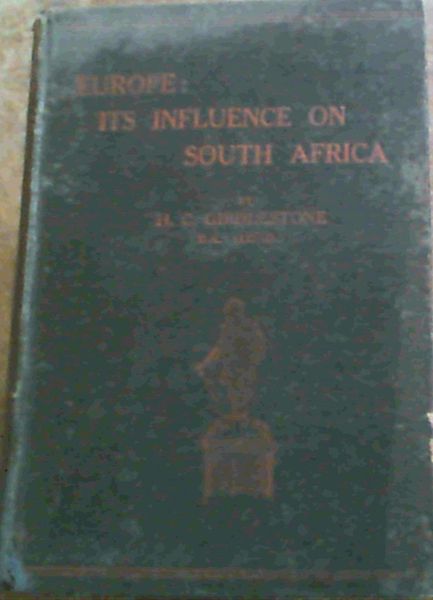 EUROPE:
ITS INFLUENCE ON
SOUTH AFRICA
BY
H. C.